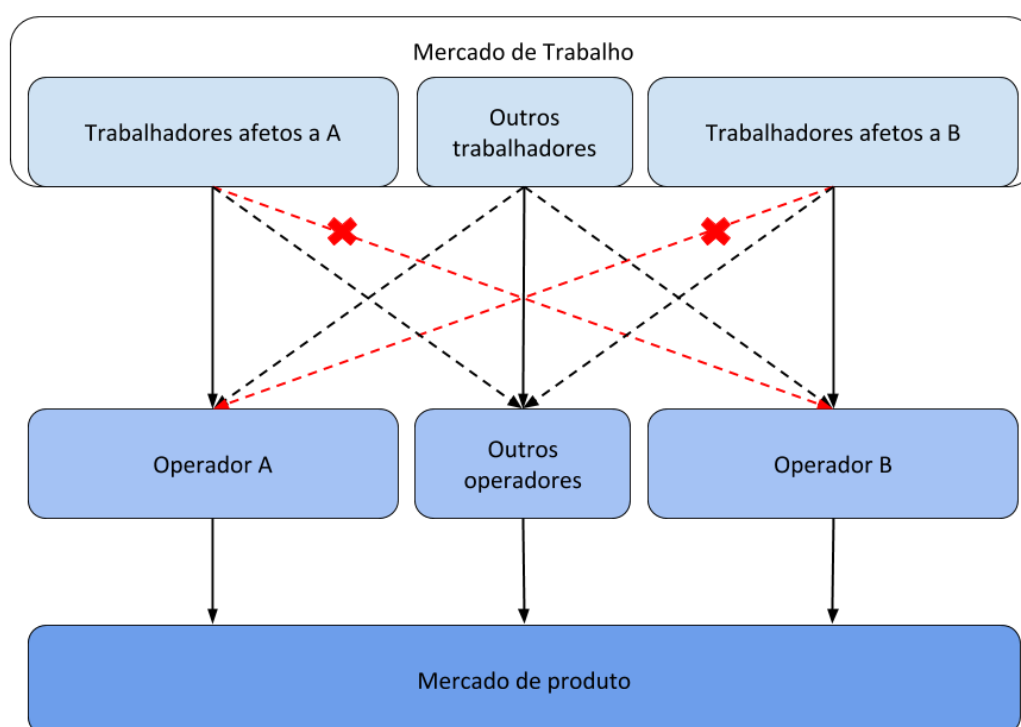 Mercado de Trabalho
Trabalhadores afetos a A
Outros
trabalhadores
Trabalhadores afetos a B
Operador A
Outros
operadores
Operador B
Mercado de produto